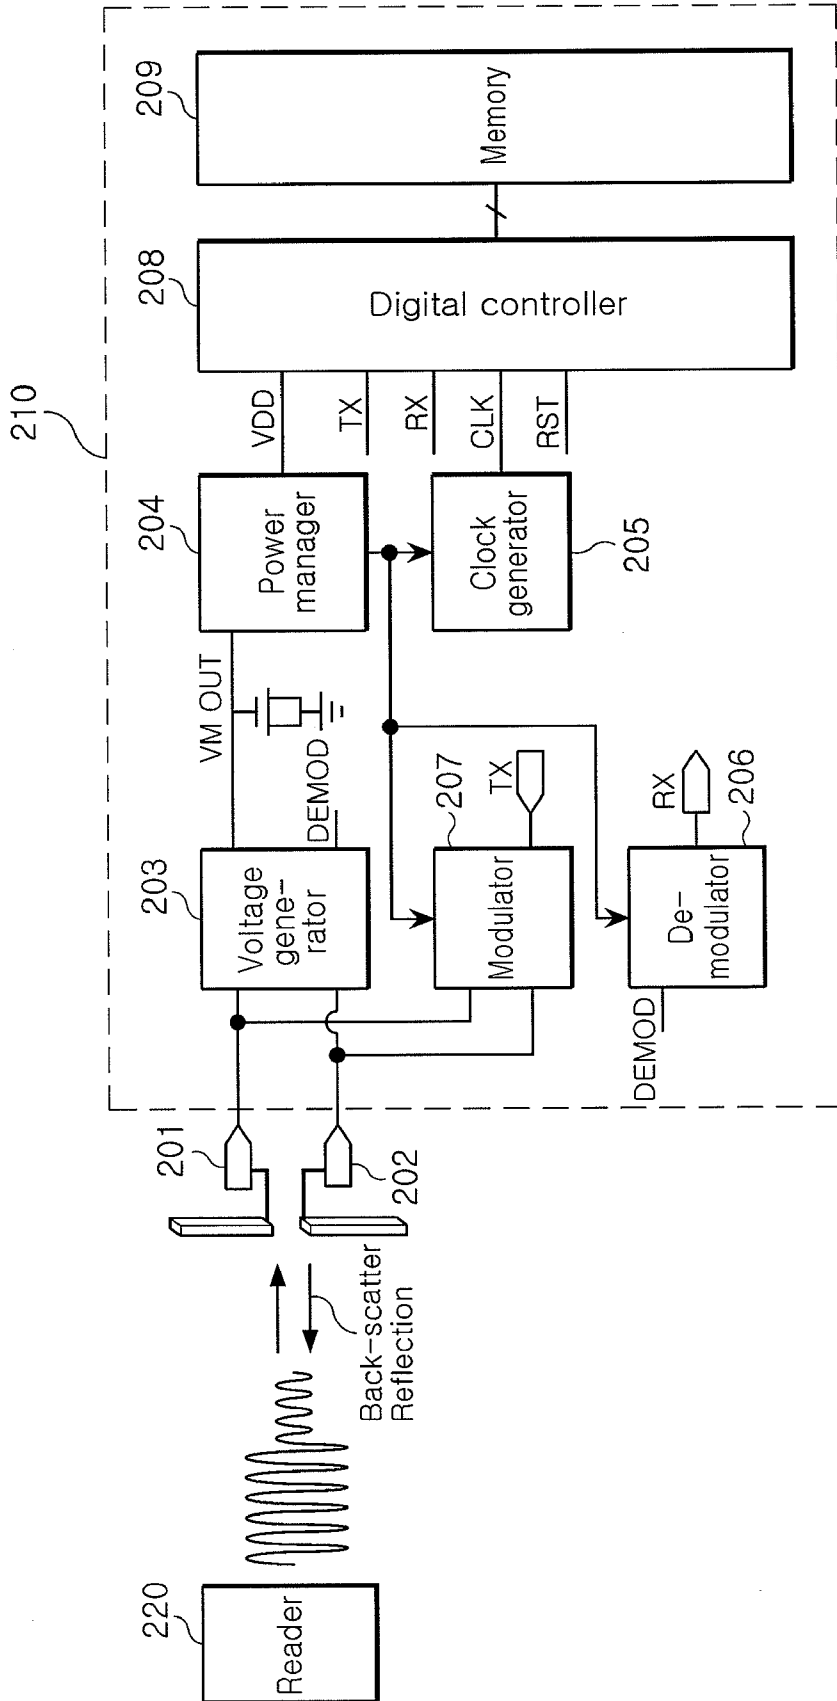 210
220
Reader
Back-scatter
Reflection
201
202
203
Voltage
gene-
rator
DEMOD
VM OUT
204
Power
manager
VDD
TX
RX
CLK
RST
208
Digital controller
209
Memory
Clock
generator
205
207
Modulator
TX
DEMOD
De-
modulator
RX
206